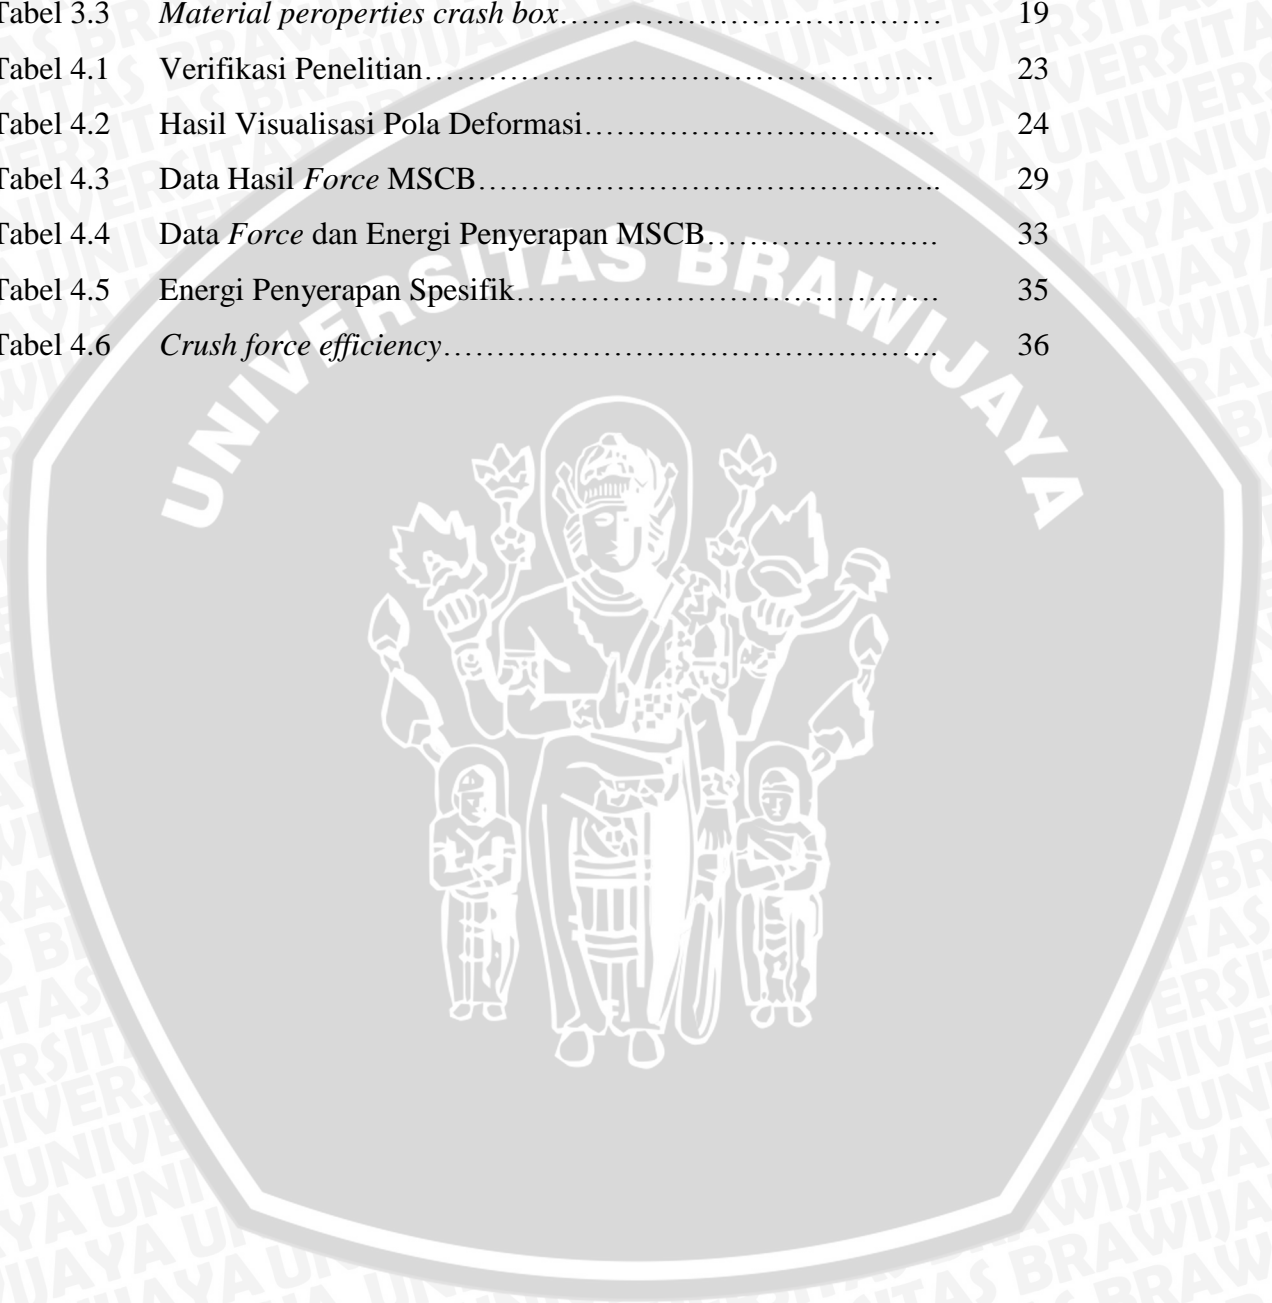 Tabel 3.3 Material peroperties crash box……………………………… 19
Tabel 4.1 Verifikasi Penelitian………………………………………… 23
Tabel 4.2 Hasil Visualisasi Pola Deformasi………………………….... 24
Tabel 4.3 Data Hasil Force MSCB…………………………………….. 29
Tabel 4.4 Data Force dan Energi Penyerapan MSCB…………………. 33
Tabel 4.5 Energi Penyerapan Spesifik…………………………………. 35
Tabel 4.6 Crush force efficiency……………………………………….. 36
UNIVERSITAS BRAWIJAYA